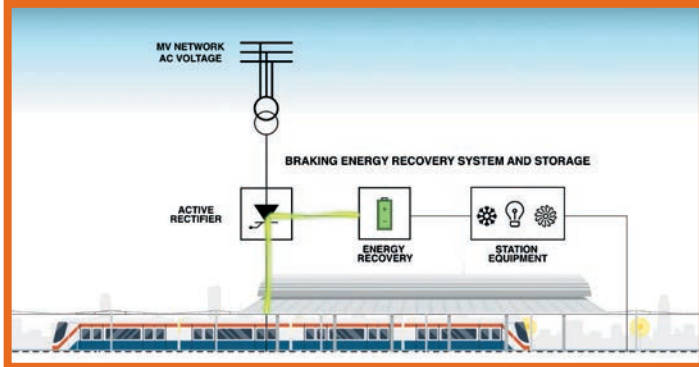 MV NETWORK
AC VOLTAGE
BRAKING ENERGY RECOVERY SYSTEM AND STORAGE
ACTIVE
RECTIFIER
ENERGY
RECOVERY
STATION
EQUIPMENT